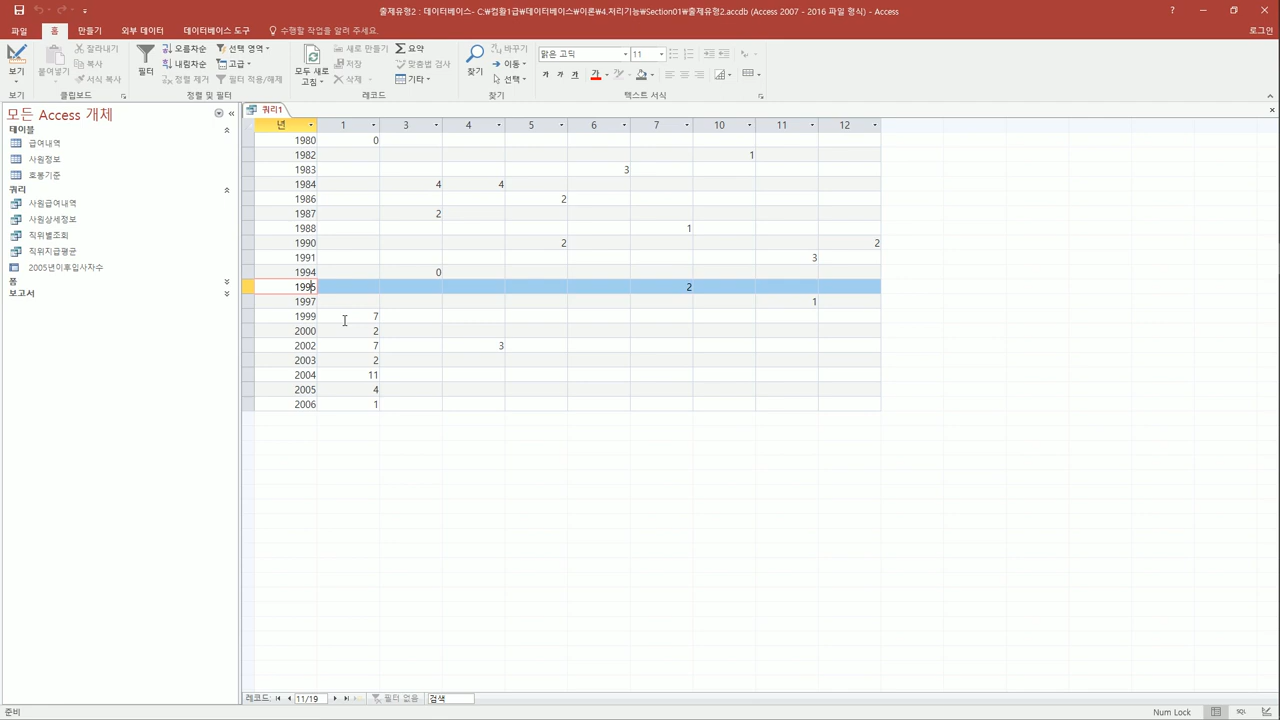 출제유형2 : 데이터베이스- C:₩컴활1급₩데이터베이스₩이론₩4.처리기능₩Section01₩출제유형2.accdb (Access 2007 - 2016 파일 형식) - Access
파일 홈 만들기 외부 데이터 데이터베이스 도구 수행할 작업을 알려 주세요. 로그인
보기 붙여넣기 잘라내기 복사 서식 복사
필터 오름차순 내림차순 정렬 제거 선택 영역 고급 필터 적용/해제
모두 새로 고침 새로 만들기 저장 삭제 요약 맞춤법 검사 기타
찾기 바꾸기 이동 선택
맑은 고딕 11
가 가 가 가
보기 클립보드 정렬 및 필터 레코드 찾기 텍스트 서식
모든 Access 개체
테이블
급여내역
사원정보
호봉기준
쿼리
사원급여내역
사원상세정보
직위별조회
직위지급평균
2005년이후입사자수
폼
보고서
쿼리1
년 1 3 4 5 6 7 10 11 12
1980 0
1982 1
1983 3
1984 4 4
1986 2
1987 2
1988 1
1990 2 2
1991 3
1994 0
1995 2
1997 1
1999 7
2000 2
2002 7 3
2003 2
2004 11
2005 4
2006 1
레코드: 11/19 필터 없음 검색
준비 Num Lock SQL